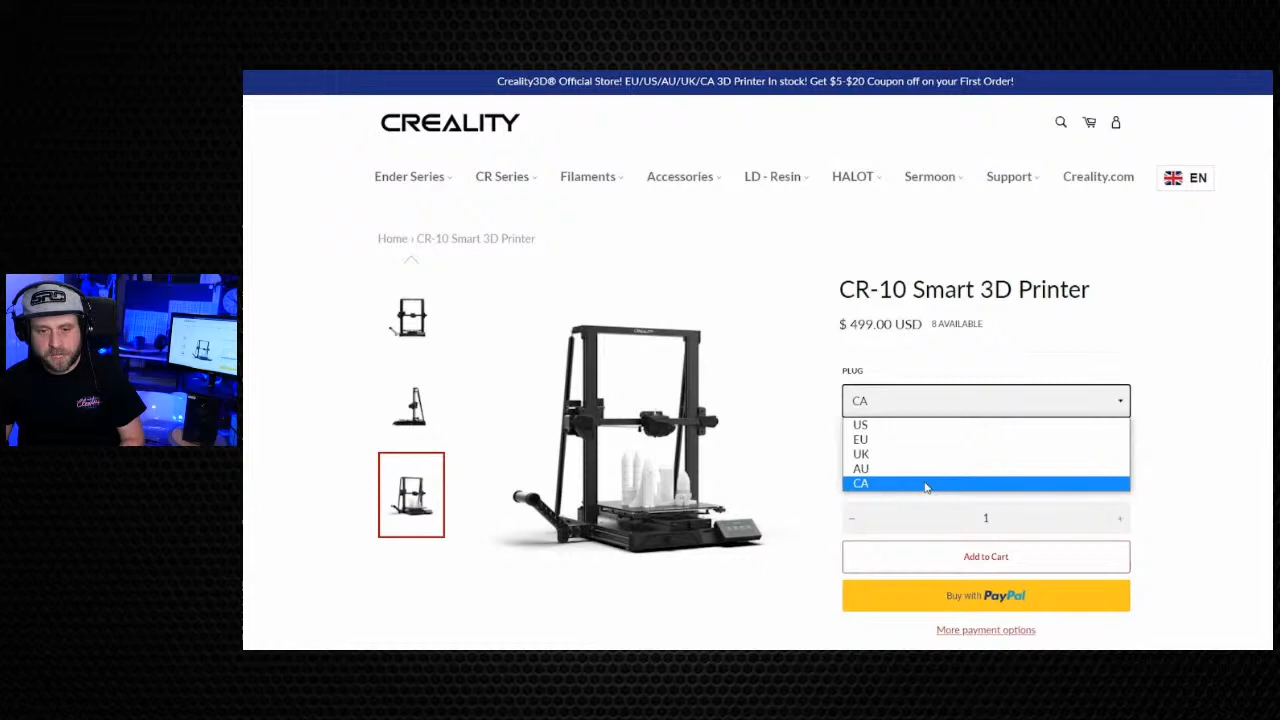 Creality3D® Official Store! EU/US/AU/UK/CA 3D Printer In stock! Get $5-$20 Coupon off on your First Order!
CREALITY
Ender Series CR Series Filaments Accessories LD - Resin HALOT Sermoon Support Creality.com EN
Home › CR-10 Smart 3D Printer
CR-10 Smart 3D Printer
$ 499.00 USD 8 AVAILABLE
PLUG
CA
US
EU
UK
AU
CA
− 1 +
Add to Cart
Buy with PayPal
More payment options
CREALITY